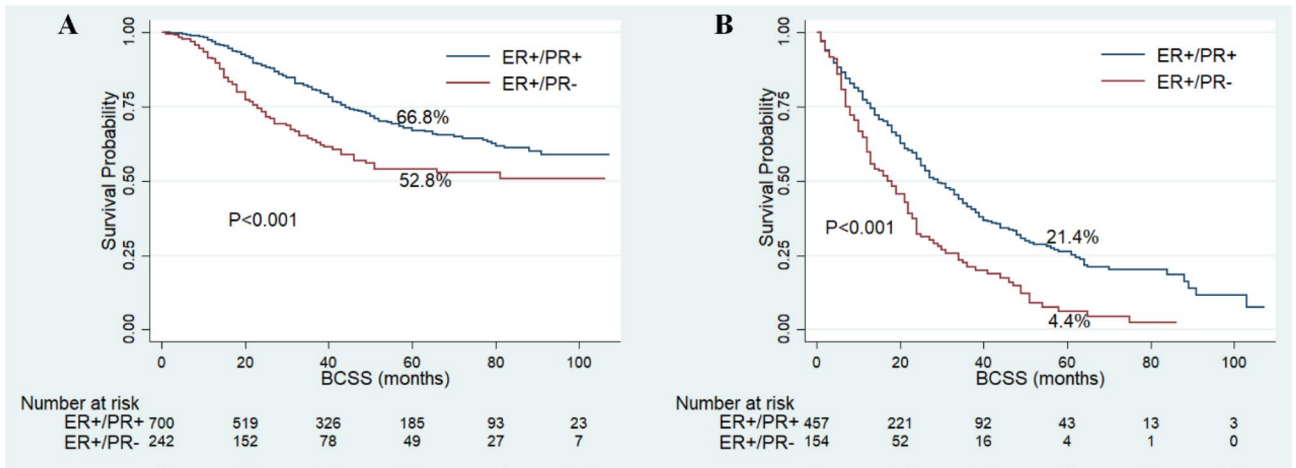 A
1.00
0.75
0.50
0.25
0.00
Survival Probability
ER+/PR+
ER+/PR-
66.8%
52.8%
P<0.001
0 20 40 60 80 100
BCSS (months)
Number at risk
ER+/PR+ 700 519 326 185 93 23
ER+/PR- 242 152 78 49 27 7
B
1.00
0.75
0.50
0.25
0.00
Survival Probability
ER+/PR+
ER+/PR-
21.4%
4.4%
P<0.001
0 20 40 60 80 100
BCSS (months)
Number at risk
ER+/PR+ 457 221 92 43 13 3
ER+/PR- 154 52 16 4 1 0